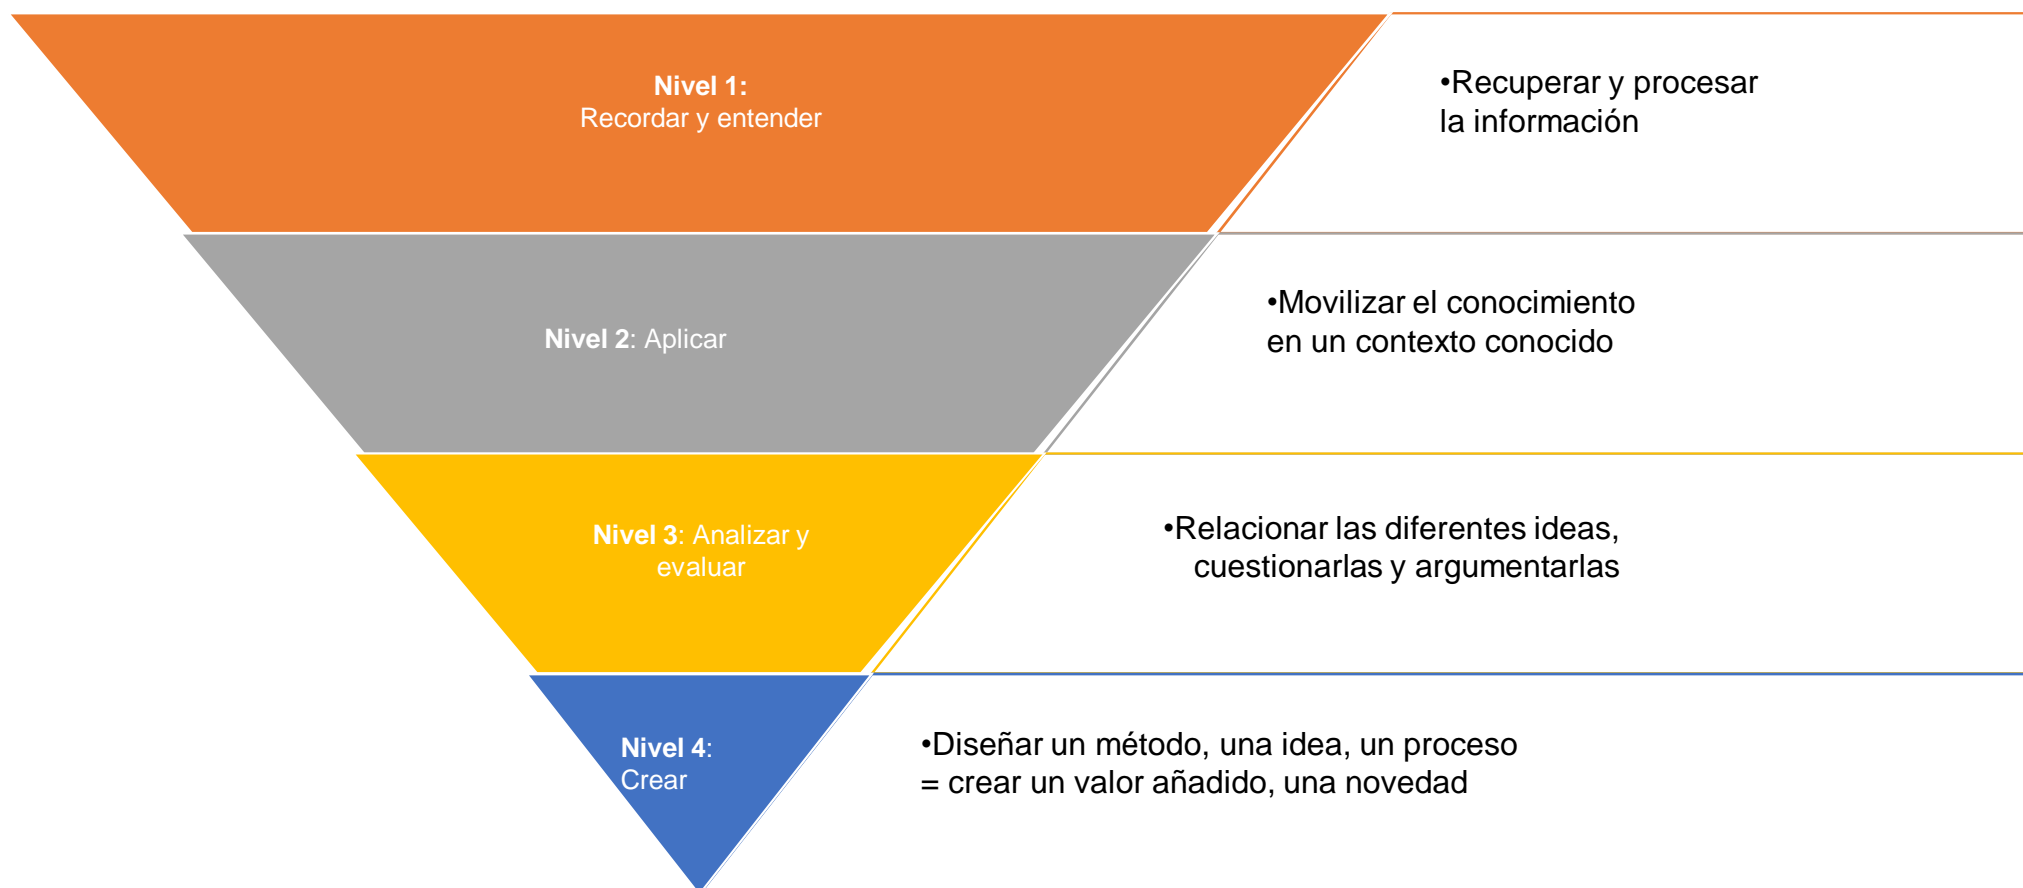 Nivel 1:
Recordar y entender
•Recuperar y procesar
la información
Nivel 2: Aplicar
•Movilizar el conocimiento
en un contexto conocido
Nivel 3: Analizar y
evaluar
•Relacionar las diferentes ideas,
cuestionarlas y argumentarlas
Nivel 4:
Crear
•Diseñar un método, una idea, un proceso
= crear un valor añadido, una novedad